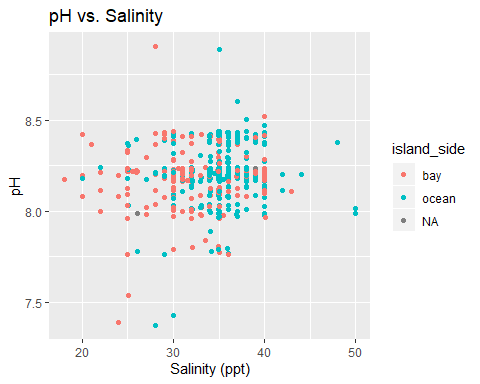 pH vs. Salinity
8.5
8.0
7.5
pH
20
30
40
50
Salinity (ppt)
island_side
bay
ocean
NA